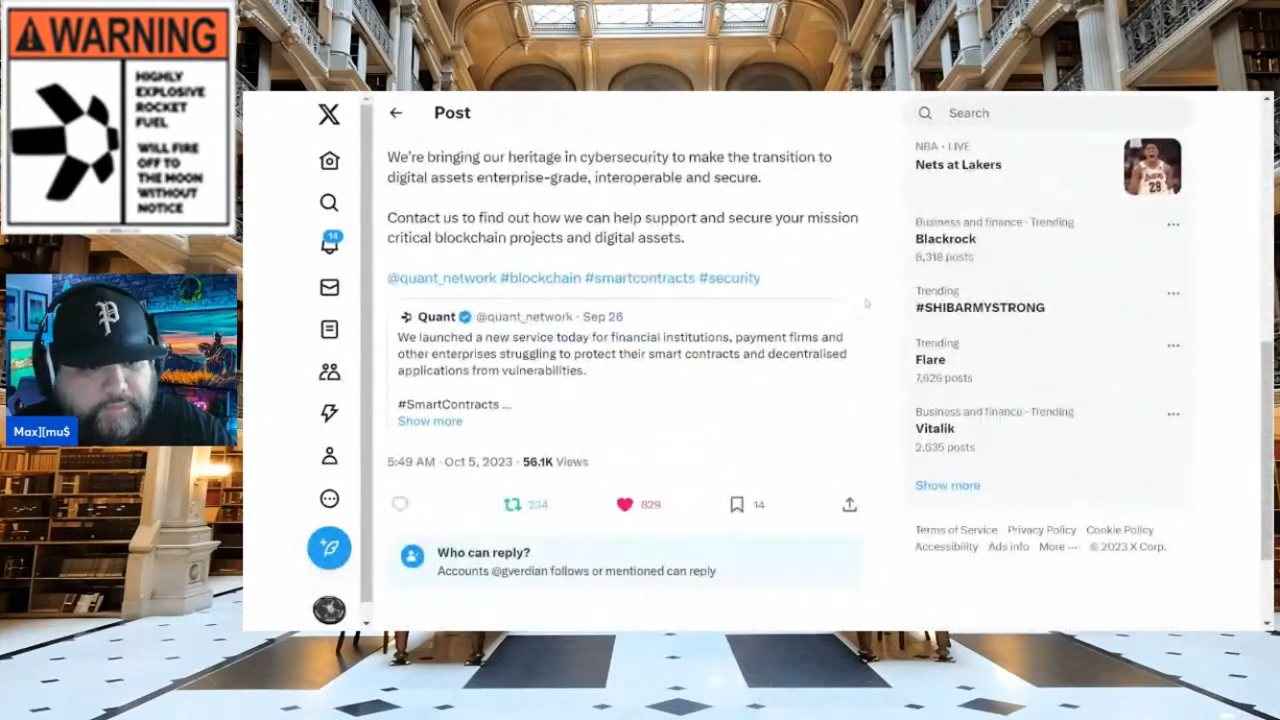 WARNING
HIGHLY
EXPLOSIVE
ROCKET
FUEL
WILL FIRE
OFF TO
THE MOON
WITHOUT
NOTICE
P
Max][mu$
X
14
← Post
We're bringing our heritage in cybersecurity to make the transition to
digital assets enterprise-grade, interoperable and secure.
Contact us to find out how we can help support and secure your mission
critical blockchain projects and digital assets.
@quant_network #blockchain #smartcontracts #security
Quant @quant_network · Sep 26
We launched a new service today for financial institutions, payment firms and
other enterprises struggling to protect their smart contracts and decentralised
applications from vulnerabilities.
#SmartContracts ...
Show more
5:49 AM · Oct 5, 2023 · 56.1K Views
234 829 14
Who can reply?
Accounts @gverdian follows or mentioned can reply
Search
NBA · LIVE
Nets at Lakers
28
Business and finance · Trending
Blackrock
6,318 posts
Trending
#SHIBARMYSTRONG
Trending
Flare
7,626 posts
Business and finance · Trending
Vitalik
2,635 posts
Show more
Terms of Service Privacy Policy Cookie Policy
Accessibility Ads info More ··· © 2023 X Corp.